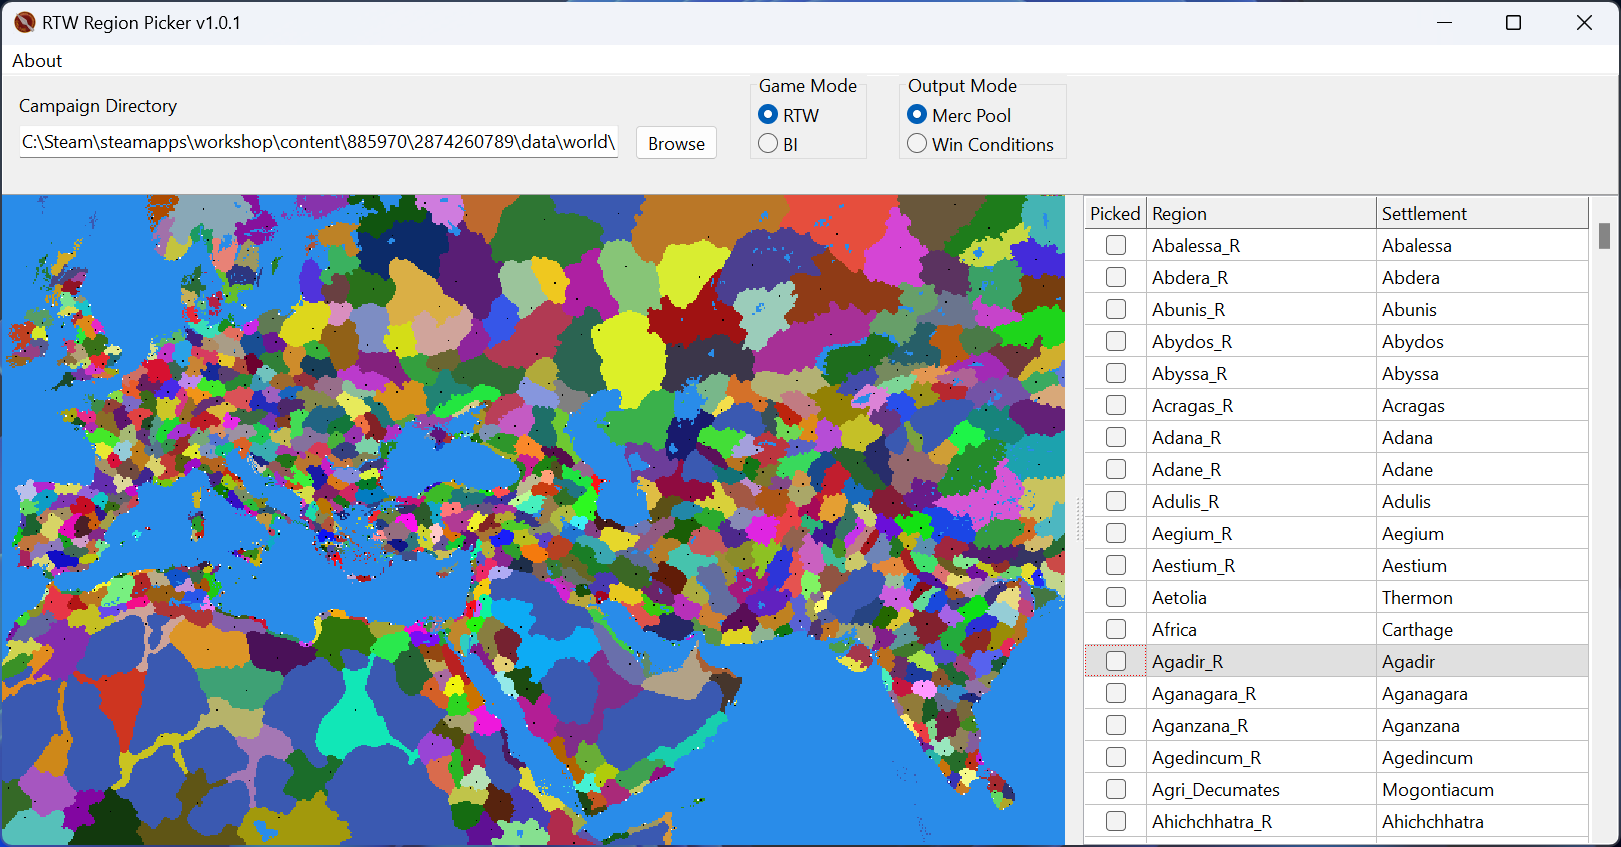 RTW Region Picker v1.0.1
About
Campaign Directory
C:\Steam\steamapps\workshop\content\885970\2874260789\data\world\
Browse
Game Mode
RTW
BI
Output Mode
Merc Pool
Win Conditions
Picked Region Settlement
Abalessa_R Abalessa
Abdera_R Abdera
Abunis_R Abunis
Abydos_R Abydos
Abyssa_R Abyssa
Acragas_R Acragas
Adana_R Adana
Adane_R Adane
Adulis_R Adulis
Aegium_R Aegium
Aestium_R Aestium
Aetolia Thermon
Africa Carthage
Agadir_R Agadir
Aganagara_R Aganagara
Aganzana_R Aganzana
Agedincum_R Agedincum
Agri_Decumates Mogontiacum
Ahichchhatra_R Ahichchhatra